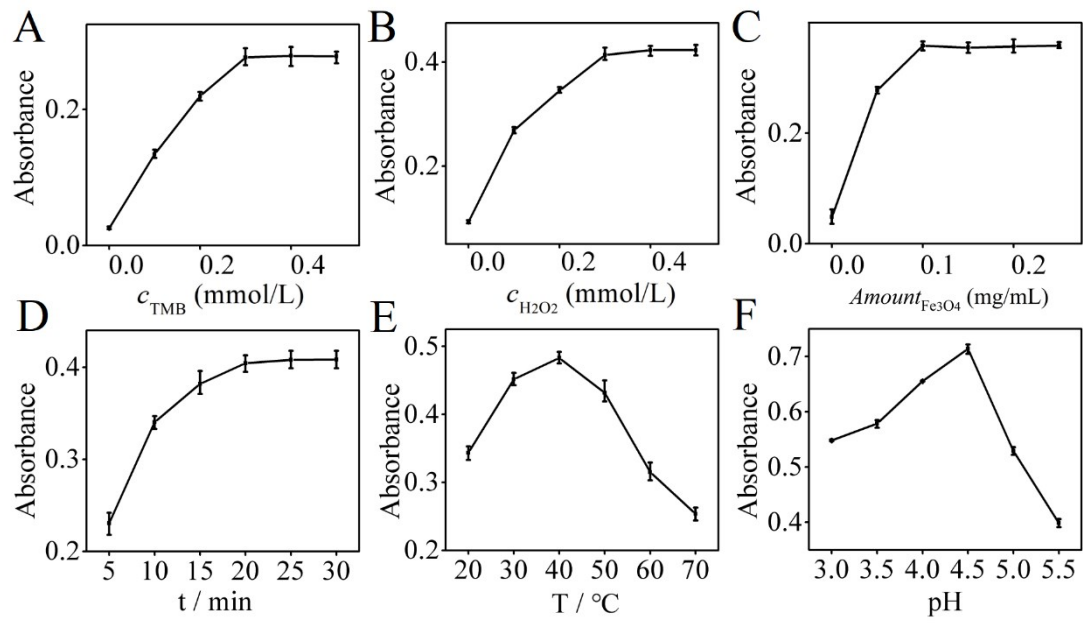 A
Absorbance
0.2
0.0
0.0 0.2 0.4
c TMB (mmol/L)
B
Absorbance
0.4
0.2
0.0 0.2 0.4
c H2O2 (mmol/L)
C
Absorbance
0.2
0.0
0.0 0.1 0.2
Amount Fe3O4 (mg/mL)
D
Absorbance
0.4
0.3
0.2
5 10 15 20 25 30
t / min
E
Absorbance
0.5
0.4
0.3
0.2
20 30 40 50 60 70
T / °C
F
Absorbance
0.7
0.6
0.5
0.4
3.0 3.5 4.0 4.5 5.0 5.5
pH